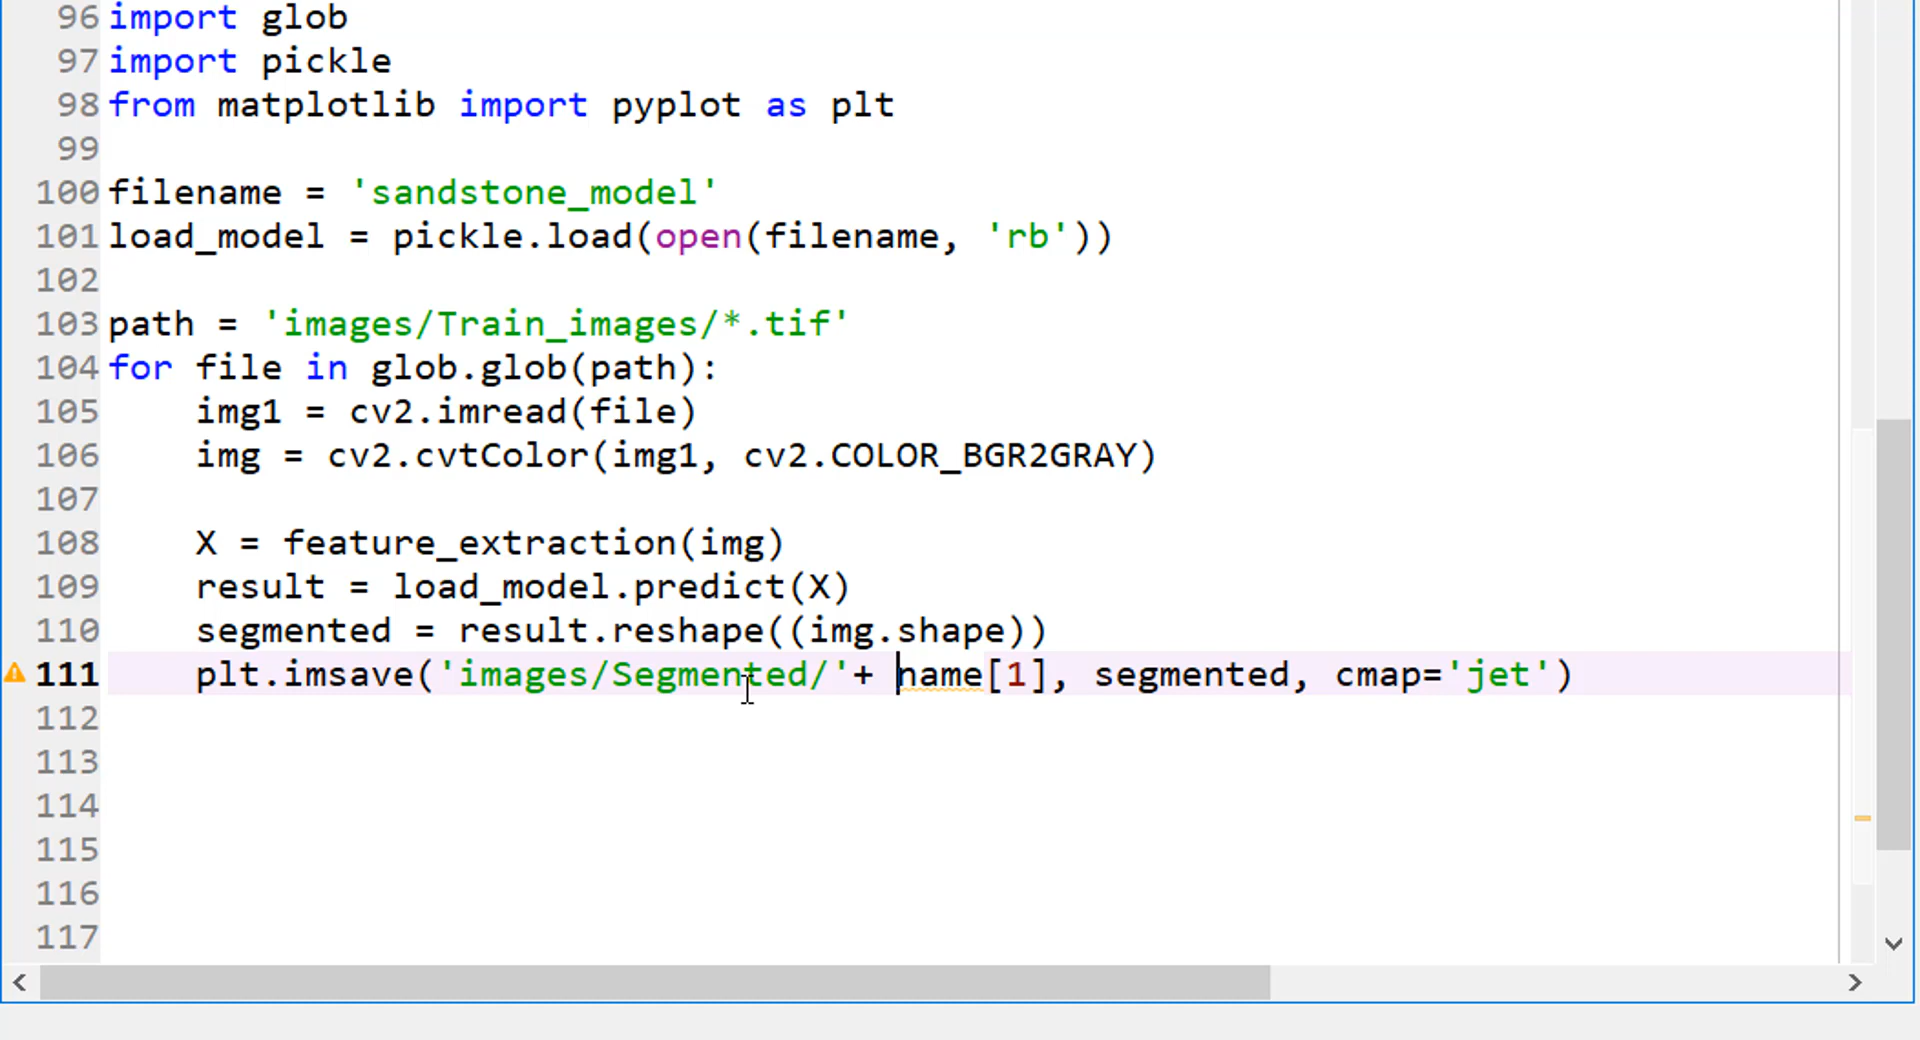 96 import glob
97 import pickle
98 from matplotlib import pyplot as plt
99
100 filename = 'sandstone_model'
101 load_model = pickle.load(open(filename, 'rb'))
102
103 path = 'images/Train_images/*.tif'
104 for file in glob.glob(path):
105     img1 = cv2.imread(file)
106     img = cv2.cvtColor(img1, cv2.COLOR_BGR2GRAY)
107
108     X = feature_extraction(img)
109     result = load_model.predict(X)
110     segmented = result.reshape((img.shape))
111     plt.imsave('images/Segmented/'+ name[1], segmented, cmap='jet')
112
113
114
115
116
117